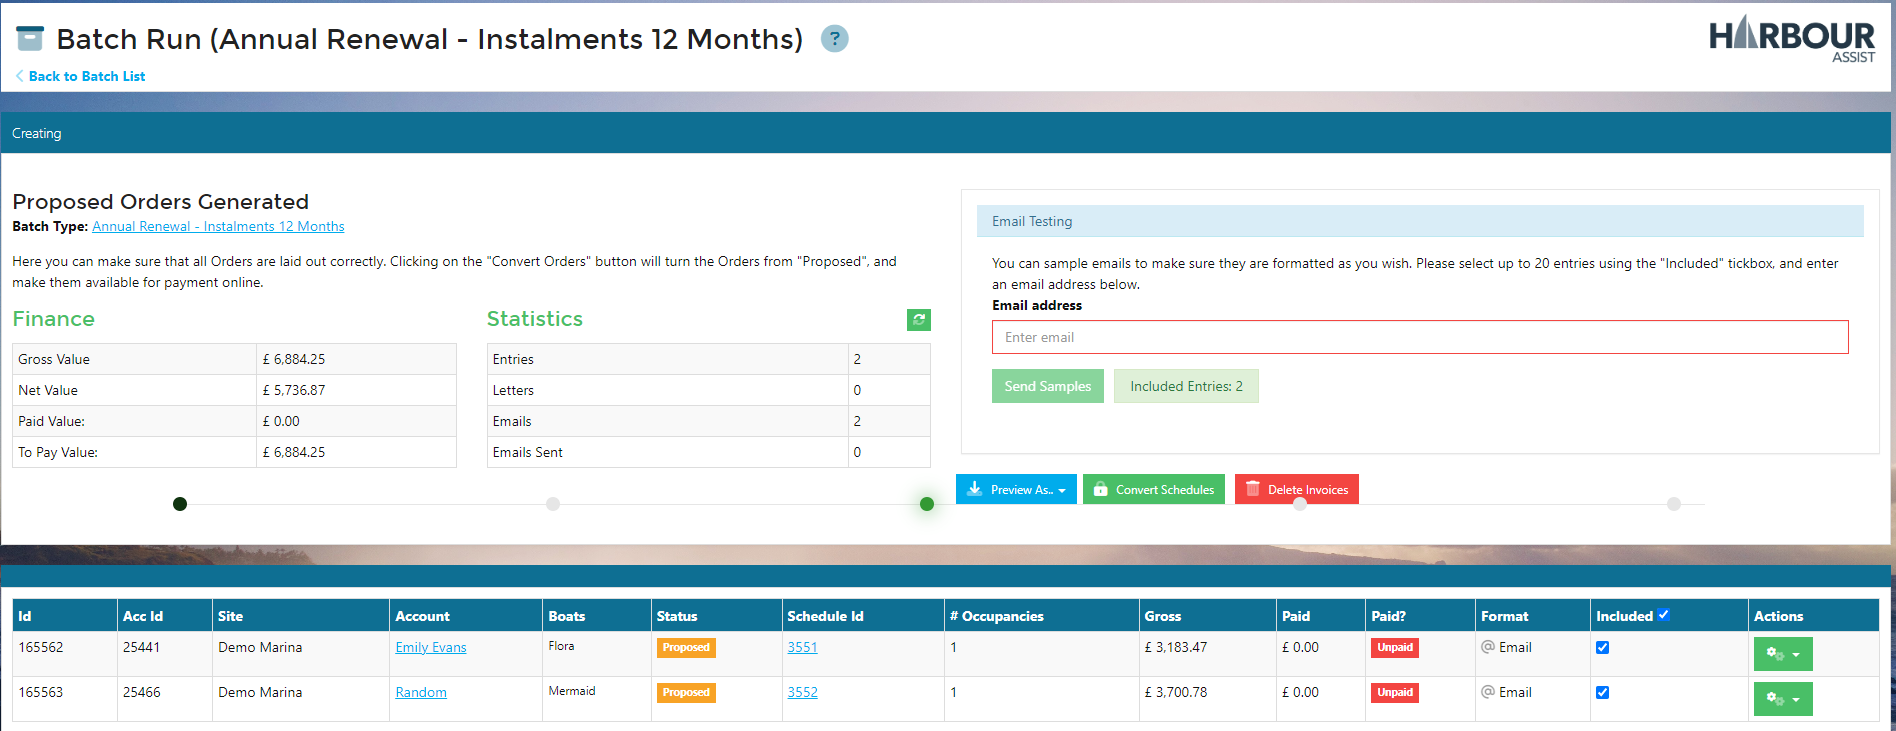 Batch Run (Annual Renewal - Instalments 12 Months) ?
HARBOUR
ASSIST
Back to Batch List
Creating
Proposed Orders Generated
Batch Type: Annual Renewal - Instalments 12 Months
Here you can make sure that all Orders are laid out correctly. Clicking on the "Convert Orders" button will turn the Orders from "Proposed", and
make them available for payment online.
Finance
Gross Value £ 6,884.25
Net Value £ 5,736.87
Paid Value: £ 0.00
To Pay Value: £ 6,884.25
Statistics
Entries 2
Letters 0
Emails 2
Emails Sent 0
Email Testing
You can sample emails to make sure they are formatted as you wish. Please select up to 20 entries using the "Included" tickbox, and enter
an email address below.
Email address
Enter email
Send Samples Included Entries: 2
Preview As.. Convert Schedules Delete Invoices
Id Acc Id Site Account Boats Status Schedule Id # Occupancies Gross Paid Paid? Format Included Actions
165562 25441 Demo Marina Emily Evans Flora Proposed 3551 1 £ 3,183.47 £ 0.00 Unpaid @ Email
165563 25466 Demo Marina Random Mermaid Proposed 3552 1 £ 3,700.78 £ 0.00 Unpaid @ Email